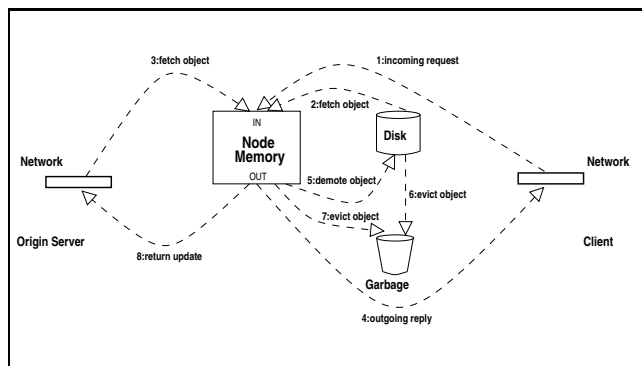 3:fetch object
1:incoming request
2:fetch object
IN
Node
Memory
OUT
Disk
Network
Network
5:demote object
6:evict object
7:evict object
Origin Server
8:return update
Client
Garbage
4:outgoing reply